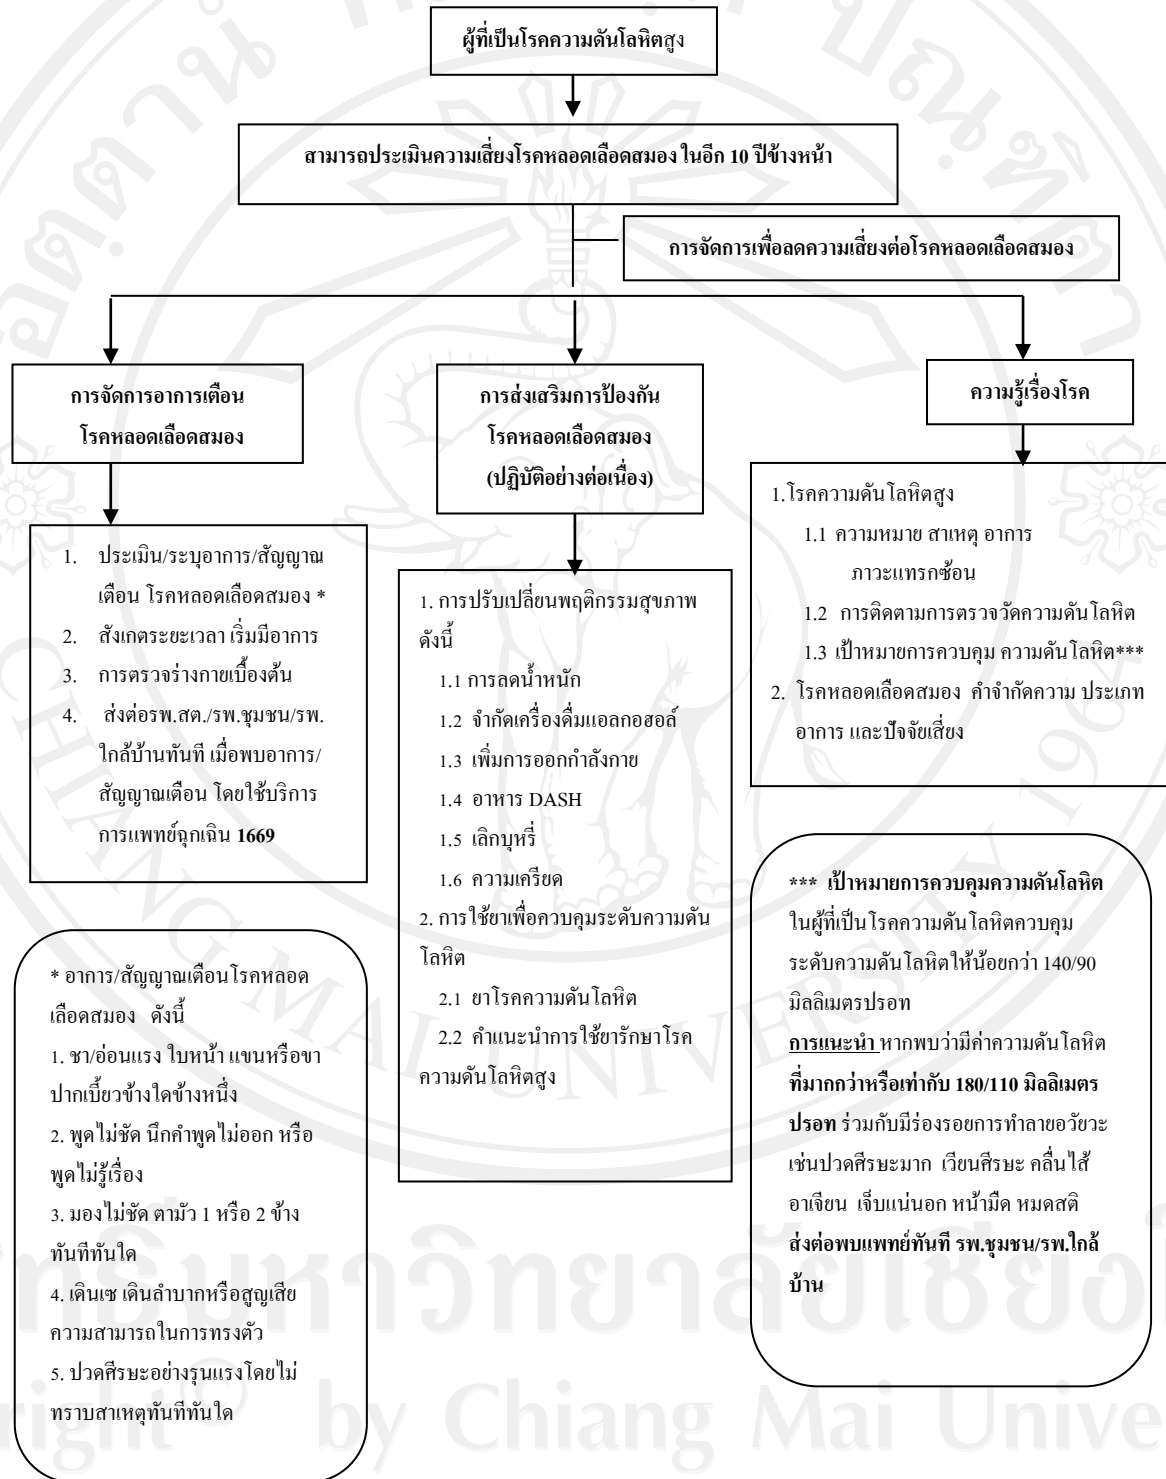 ผู้ที่เป็นโรคความดันโลหิตสูง
สามารถประเมินความเสี่ยงโรคหลอดเลือดสมอง ในอีก 10 ปีข้างหน้า
การจัดการเพื่อลดความเสี่ยงต่อโรคหลอดเลือดสมอง
การจัดการอาการเตือน
โรคหลอดเลือดสมอง
1. ประเมิน/ระบุอาการ/สัญญาณ
เตือน โรคหลอดเลือดสมอง *
2. สังเกตระยะเวลา เริ่มมีอาการ
3. การตรวจร่างกายเบื้องต้น
4. ส่งต่อรพ.สต./รพ.ชุมชน/รพ.
ใกล้บ้านทันที เมื่อพบอาการ/
สัญญาณเตือน โดยใช้บริการ
การแพทย์ฉุกเฉิน 1669
* อาการ/สัญญาณเตือนโรคหลอด
เลือดสมอง ดังนี้
1. ชา/อ่อนแรง ใบหน้า แขนหรือขา
ปากเบี้ยวข้างใดข้างหนึ่ง
2. พูดไม่ชัด นึกคำพูดไม่ออก หรือ
พูดไม่รู้เรื่อง
3. มองไม่ชัด ตามัว 1 หรือ 2 ข้าง
ทันทีทันใด
4. เดินเซ เดินลำบากหรือสูญเสีย
ความสามารถในการทรงตัว
5. ปวดศีรษะอย่างรุนแรงโดยไม่
ทราบสาเหตุทันทีทันใด
การส่งเสริมการป้องกัน
โรคหลอดเลือดสมอง
(ปฏิบัติอย่างต่อเนื่อง)
1. การปรับเปลี่ยนพฤติกรรมสุขภาพ
ดังนี้
1.1 การลดน้ำหนัก
1.2 จำกัดเครื่องดื่มแอลกอฮอล์
1.3 เพิ่มการออกกำลังกาย
1.4 อาหาร DASH
1.5 เลิกบุหรี่
1.6 ความเครียด
2. การใช้ยาเพื่อควบคุมระดับความดัน
โลหิต
2.1 ยาโรคความดันโลหิต
2.2 คำแนะนำการใช้ยารักษาโรค
ความดันโลหิตสูง
ความรู้เรื่องโรค
1.โรคความดันโลหิตสูง
1.1 ความหมาย สาเหตุ อาการ
ภาวะแทรกซ้อน
1.2 การติดตามการตรวจวัดความดันโลหิต
1.3 เป้าหมายการควบคุม ความดันโลหิต***
2. โรคหลอดเลือดสมอง คำจำกัดความ ประเภท
อาการ และปัจจัยเสี่ยง
*** เป้าหมายการควบคุมความดันโลหิต
ในผู้ที่เป็นโรคความดันโลหิตควบคุม
ระดับความดันโลหิตให้น้อยกว่า 140/90
มิลลิเมตรปรอท
การแนะนำ หากพบว่ามีค่าความดันโลหิต
ที่มากกว่าหรือเท่ากับ 180/110 มิลลิเมตร
ปรอท ร่วมกับมีร่องรอยการทำลายอวัยวะ
เช่นปวดศีรษะมาก เวียนศีรษะ คลื่นไส้
อาเจียน เจ็บแน่นอก หน้ามืด หมดสติ
ส่งต่อพบแพทย์ทันที รพ.ชุมชน/รพ.ใกล้
บ้าน
CHIANG MAI UNIVERSITY 1964
by Chiang Mai Unive